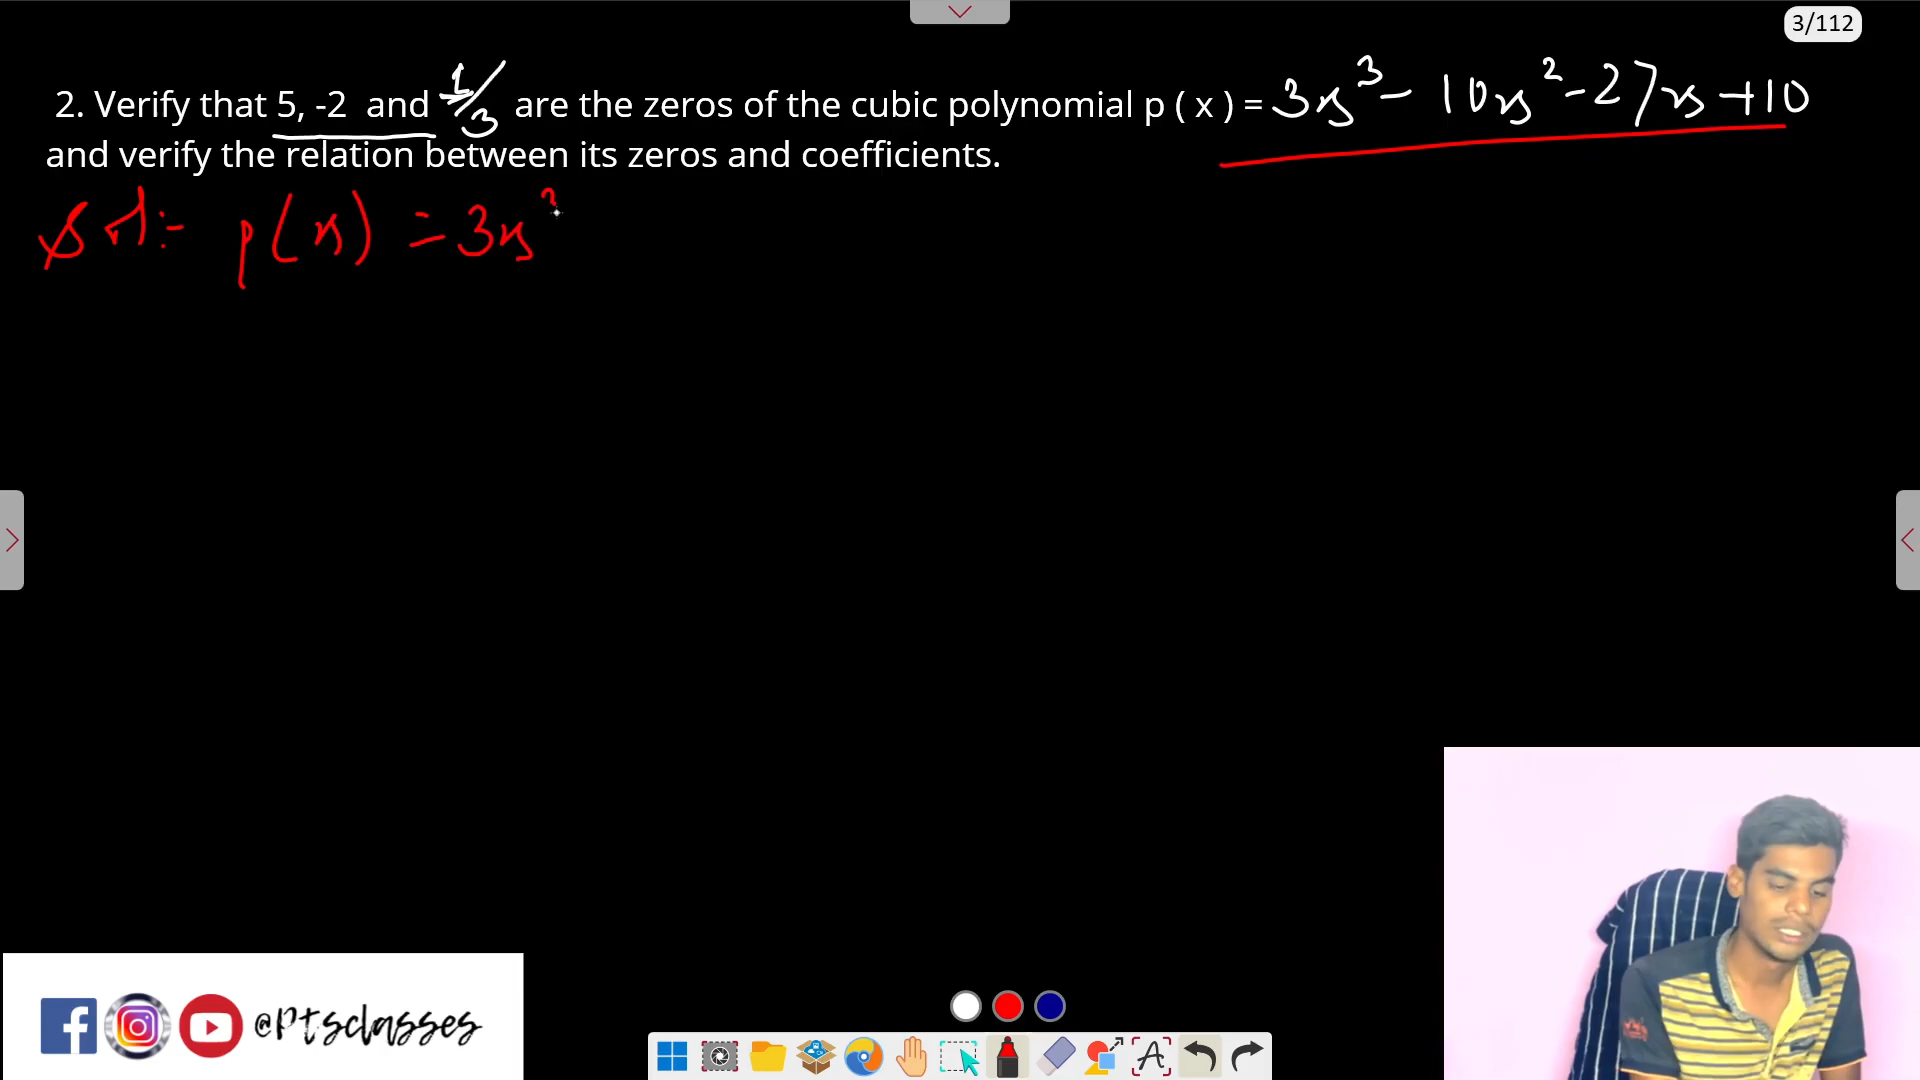 3/112
2. Verify that 5, -2 and 1/3 are the zeros of the cubic polynomial p ( x ) = 3x³ - 10x² - 27x + 10
and verify the relation between its zeros and coefficients.
Sol:- p(x) = 3x³
@Ptsclasses